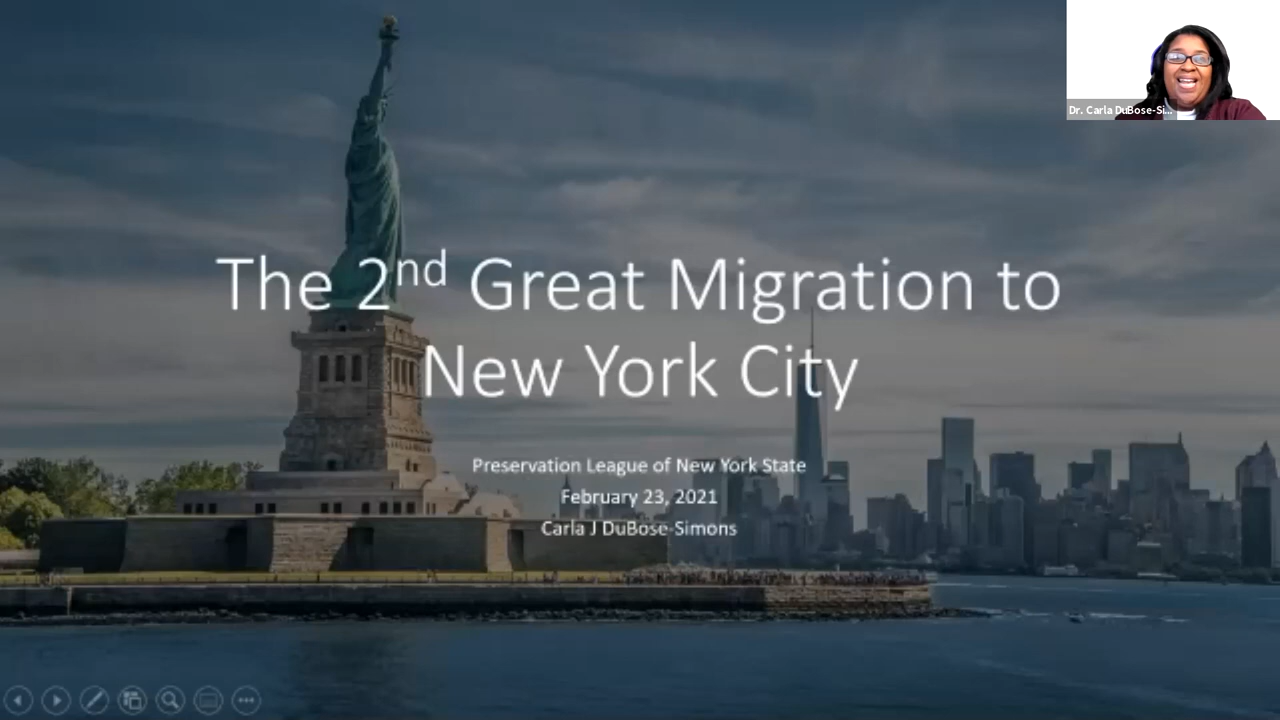 Dr. Carla DuBose-Si...
The 2nd Great Migration to
New York City
Preservation League of New York State
February 23, 2021
Carla J DuBose-Simons